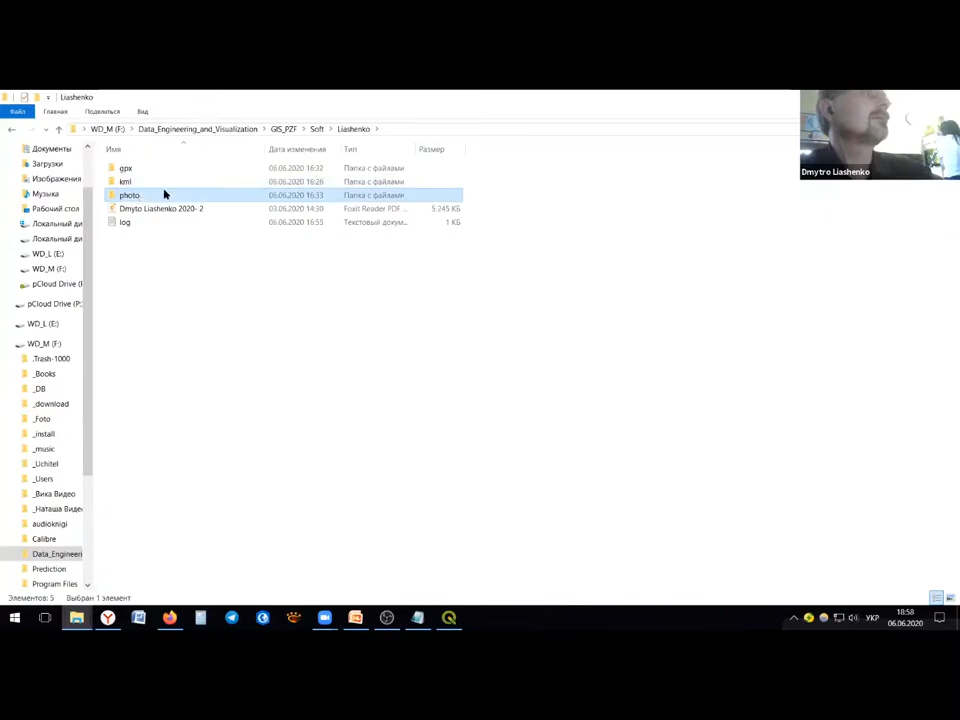 Liashenko
Файл Главная Поделиться Вид
WD_M (F:) Data_Engineering_and_Visualization GIS_PZF Soft Liashenko
Имя Дата изменения Тип Размер
gpx 06.06.2020 16:32 Папка с файлами
kml 06.06.2020 16:26 Папка с файлами
photo 06.06.2020 16:33 Папка с файлами
Dmyto Liashenko 2020- 2 03.06.2020 14:30 Foxit Reader PDF ... 5 245 КБ
log 06.06.2020 16:55 Текстовый докум... 1 КБ
Документы
Загрузки
Изображения
Музыка
Рабочий стол
Локальный ди
Локальный ди
WD_L (E:)
WD_M (F:)
pCloud Drive (
pCloud Drive (P:
WD_L (E:)
WD_M (F:)
.Trash-1000
_Books
_DB
_download
_Foto
_install
_music
_Uchitel
_Users
_Вика Видео
_Наташа Виде
audioknigi
Calibre
Data_Engineeri
Prediction
Program Files
Элементов: 5 Выбран 1 элемент
Dmytro Liashenko
УКР
18:58
06.06.2020